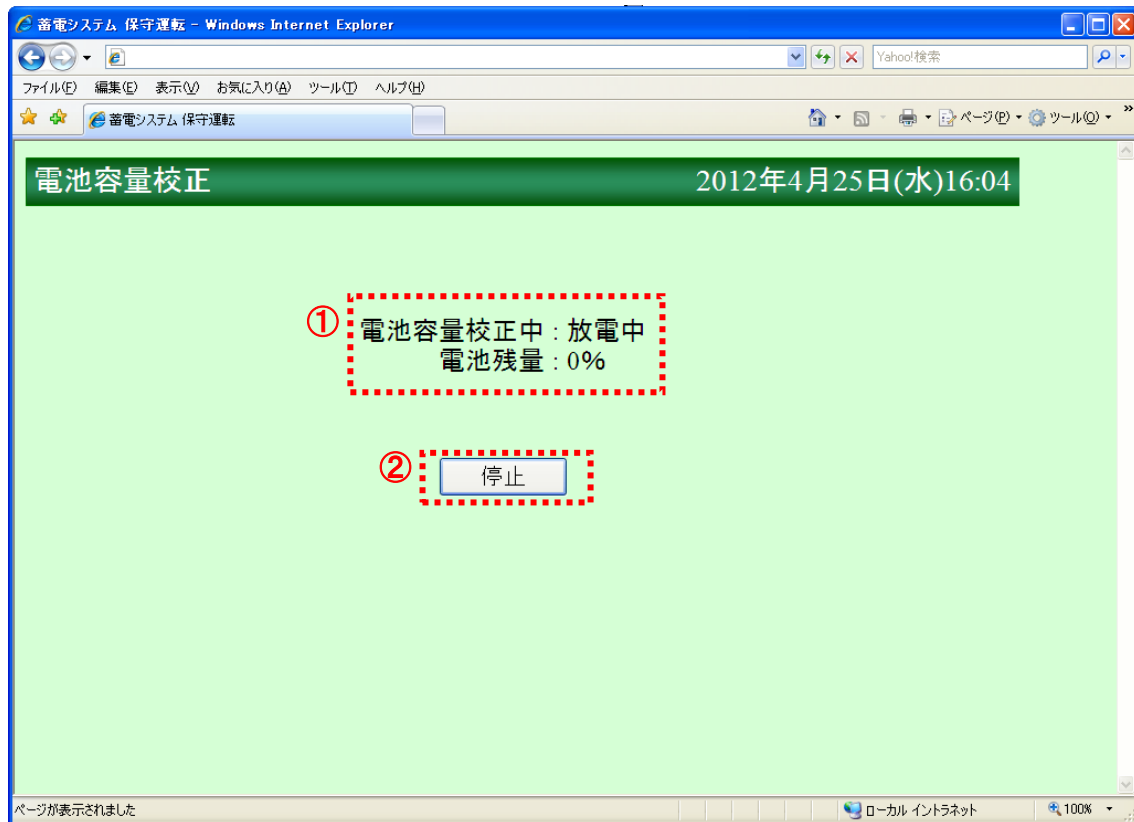 蓄電システム 保守運転 - Windows Internet Explorer
Yahoo!検索
ファイル(F) 編集(E) 表示(V) お気に入り(A) ツール(T) ヘルプ(H)
蓄電システム 保守運転 ページ(P) ツール(O) »
電池容量校正 2012年4月25日(水)16:04
① 電池容量校正中 : 放電中
電池残量 : 0%
② 停止
ページが表示されました ローカル イントラネット 100%